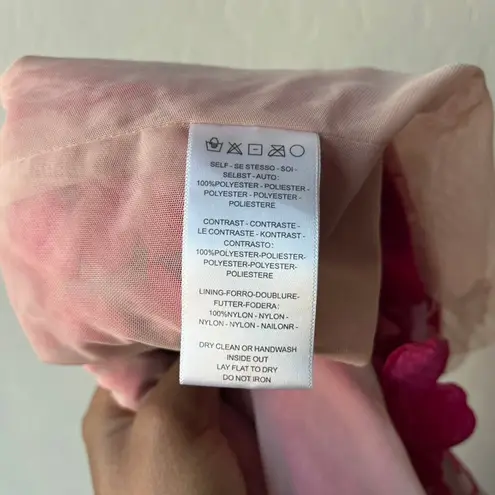 SELF - SE STESSO - SOI -
SELBST - AUTO:
100%POLYESTER - POLIESTER -
POLYESTER - POLYESTER -
POLIESTERE
CONTRAST - CONTRASTE -
LE CONTRASTE - KONTRAST -
CONTRASTO:
100%POLYESTER-POLIESTER-
POLYESTER-POLYESTER-
POLIESTERE
LINING-FORRO-DOUBLURE-
FUTTER-FODERA:
100%NYLON - NYLON -
NYLON - NYLON - NAILONR -
DRY CLEAN OR HANDWASH
INSIDE OUT
LAY FLAT TO DRY
DO NOT IRON